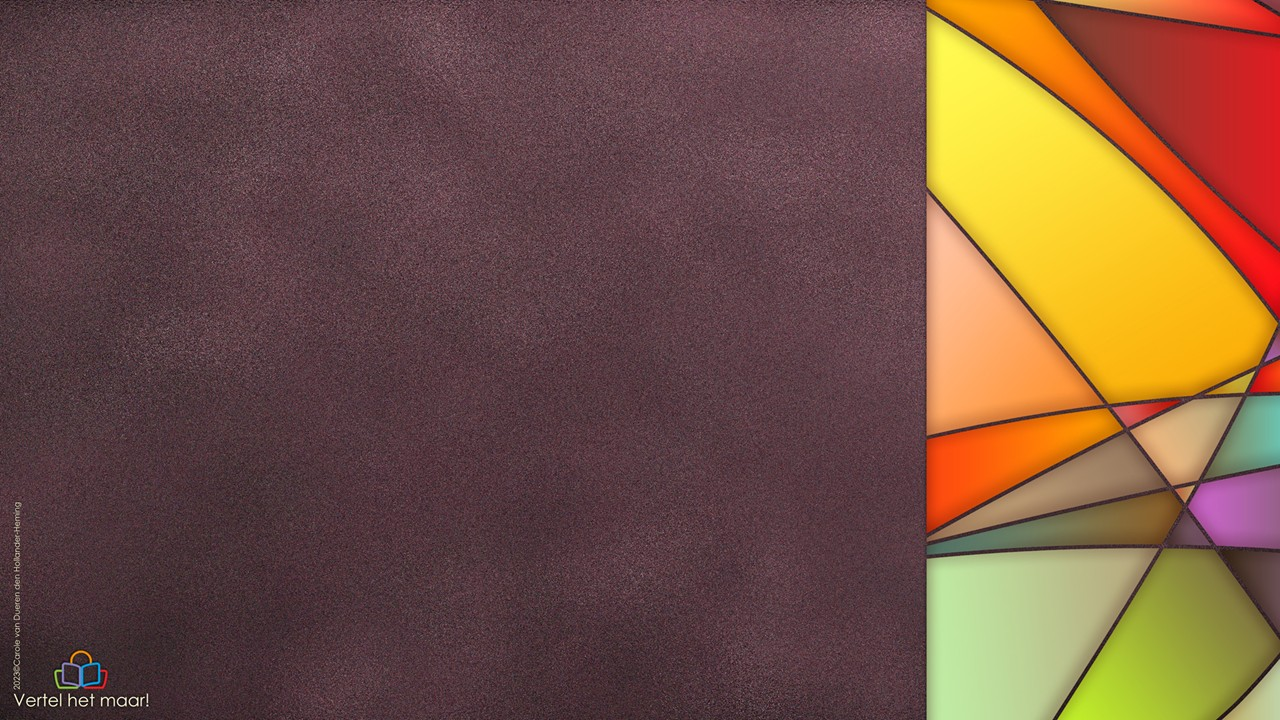 2023©Carole van Dueren den Hollander-Heming
Vertel het maar!